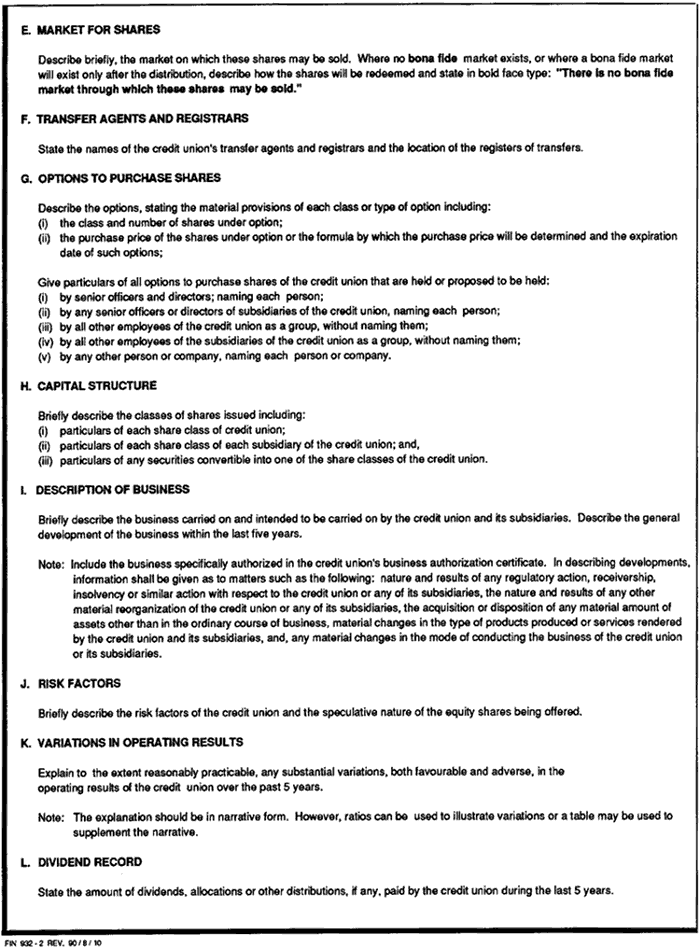 E. MARKET FOR SHARES
Describe briefly, the market on which these shares may be sold. Where no bona fide market exists, or where a bona fide market
will exist only after the distribution, describe how the shares will be redeemed and state in bold face type: "There is no bona fide
market through which these shares may be sold."
F. TRANSFER AGENTS AND REGISTRARS
State the names of the credit union's transfer agents and registrars and the location of the registers of transfers.
G. OPTIONS TO PURCHASE SHARES
Describe the options, stating the material provisions of each class or type of option including:
(i) the class and number of shares under option;
(ii) the purchase price of the shares under option or the formula by which the purchase price will be determined and the expiration
date of such options;
Give particulars of all options to purchase shares of the credit union that are held or proposed to be held:
(i) by senior officers and directors; naming each person;
(ii) by any senior officers or directors of subsidiaries of the credit union, naming each person;
(iii) by all other employees of the credit union as a group, without naming them;
(iv) by all other employees of the subsidiaries of the credit union as a group, without naming them;
(v) by any other person or company, naming each person or company.
H. CAPITAL STRUCTURE
Briefly describe the classes of shares issued including:
(i) particulars of each share class of credit union;
(ii) particulars of each share class of each subsidiary of the credit union; and,
(iii) particulars of any securities convertible into one of the share classes of the credit union.
I. DESCRIPTION OF BUSINESS
Briefly describe the business carried on and intended to be carried on by the credit union and its subsidiaries. Describe the general
development of the business within the last five years.
Note: Include the business specifically authorized in the credit union's business authorization certificate. In describing developments,
information shall be given as to matters such as the following: nature and results of any regulatory action, receivership,
insolvency or similar action with respect to the credit union or any of its subsidiaries, the nature and results of any other
material reorganization of the credit union or any of its subsidiaries, the acquisition or disposition of any material amount of
assets other than in the ordinary course of business, material changes in the type of products produced or services rendered
by the credit union and its subsidiaries, and, any material changes in the mode of conducting the business of the credit union
or its subsidiaries.
J. RISK FACTORS
Briefly describe the risk factors of the credit union and the speculative nature of the equity shares being offered.
K. VARIATIONS IN OPERATING RESULTS
Explain to the extent reasonably practicable, any substantial variations, both favourable and adverse, in the
operating results of the credit union over the past 5 years.
Note: The explanation should be in narrative form. However, ratios can be used to illustrate variations or a table may be used to
supplement the narrative.
L. DIVIDEND RECORD
State the amount of dividends, allocations or other distributions, if any, paid by the credit union during the last 5 years.
FIN 932 - 2 REV. 90 / 8 / 10